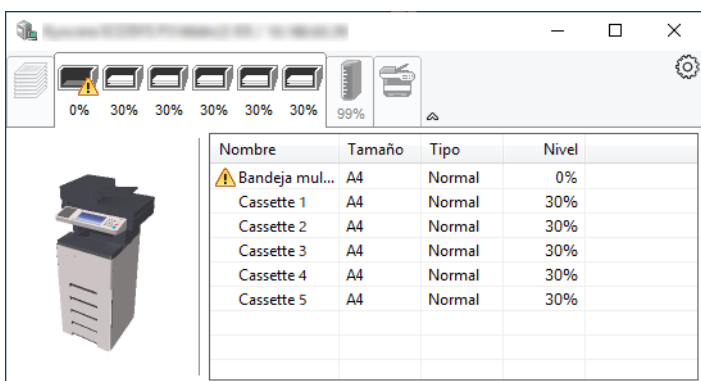 0% 30% 30% 30% 30% 30% 99%
Nombre Tamaño Tipo Nivel
Bandeja mul... A4 Normal 0%
Cassette 1 A4 Normal 30%
Cassette 2 A4 Normal 30%
Cassette 3 A4 Normal 30%
Cassette 4 A4 Normal 30%
Cassette 5 A4 Normal 30%